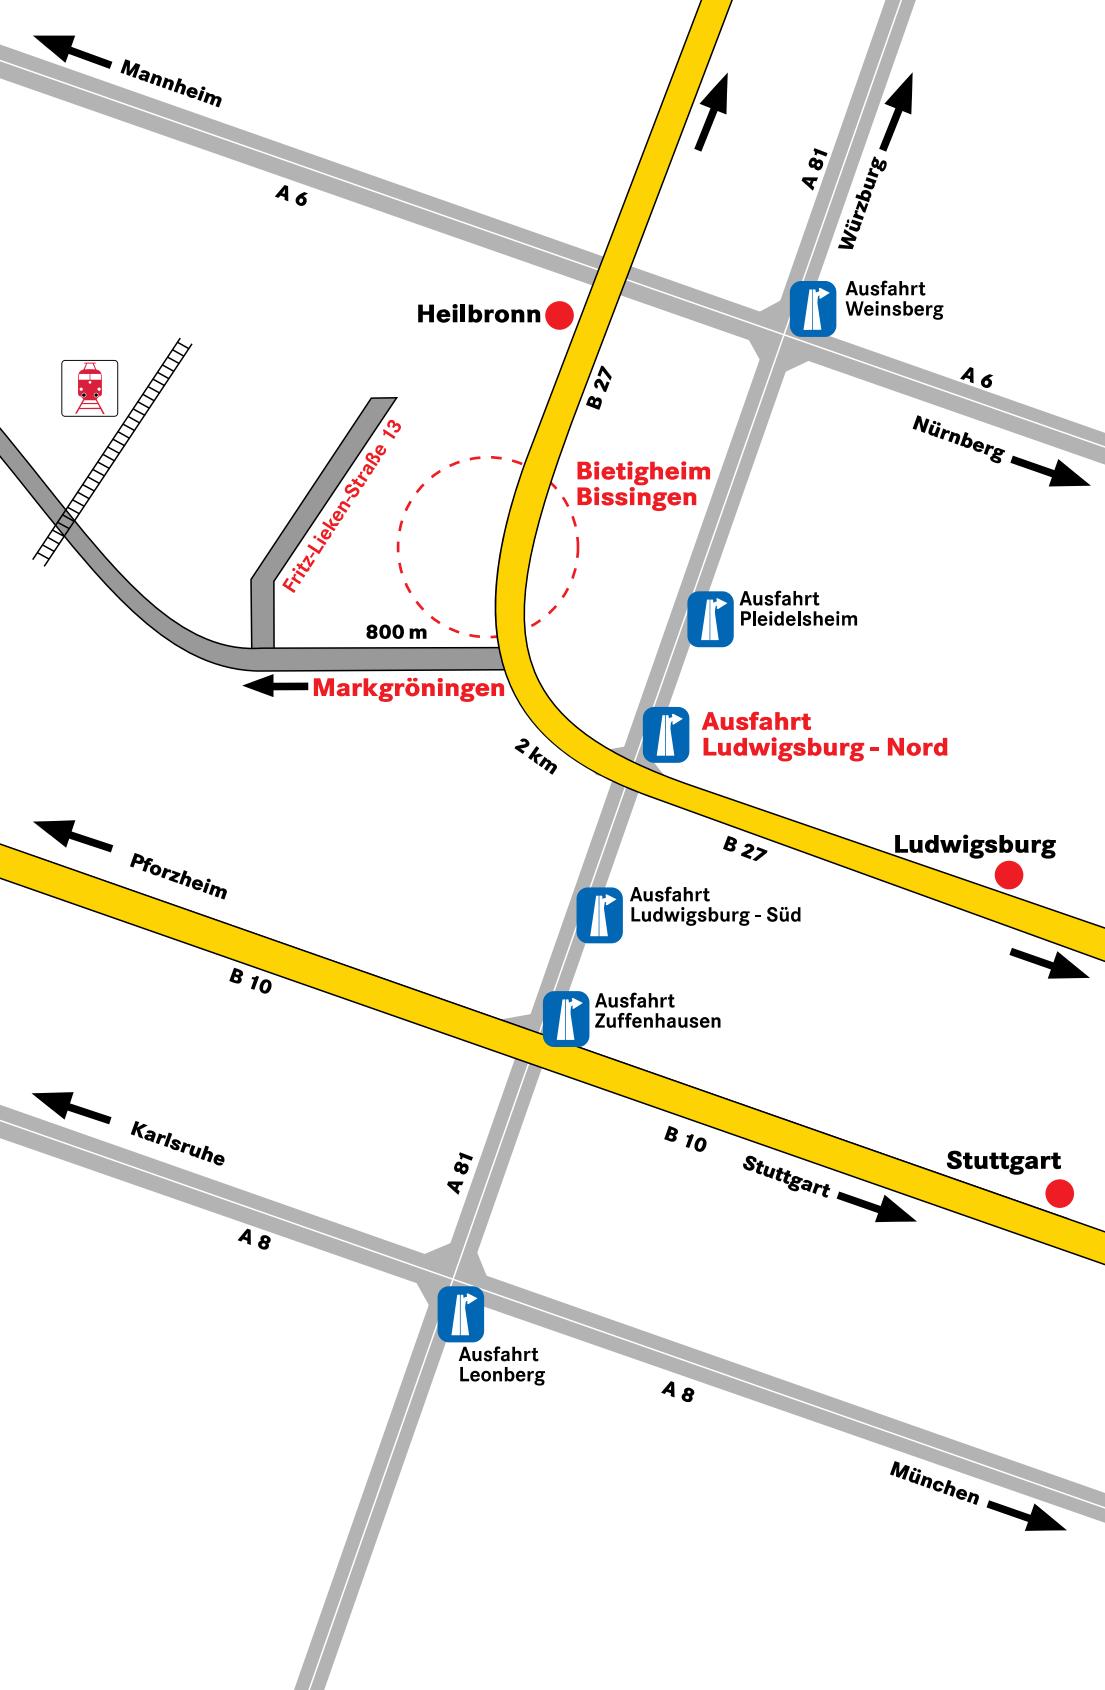 Mannheim
A 6
A 81
Würzburg
Ausfahrt
Weinsberg
Heilbronn
B 27
A 6
Nürnberg
Fritz-Lieken-Straße 13
Bietigheim
Bissingen
Ausfahrt
Pleidelsheim
800 m
Markgröningen
Ausfahrt
Ludwigsburg - Nord
2 km
B 27
Ludwigsburg
Pforzheim
Ausfahrt
Ludwigsburg - Süd
B 10
Ausfahrt
Zuffenhausen
Karlsruhe
B 10
Stuttgart
Stuttgart
A 81
A 8
Ausfahrt
Leonberg
A 8
München